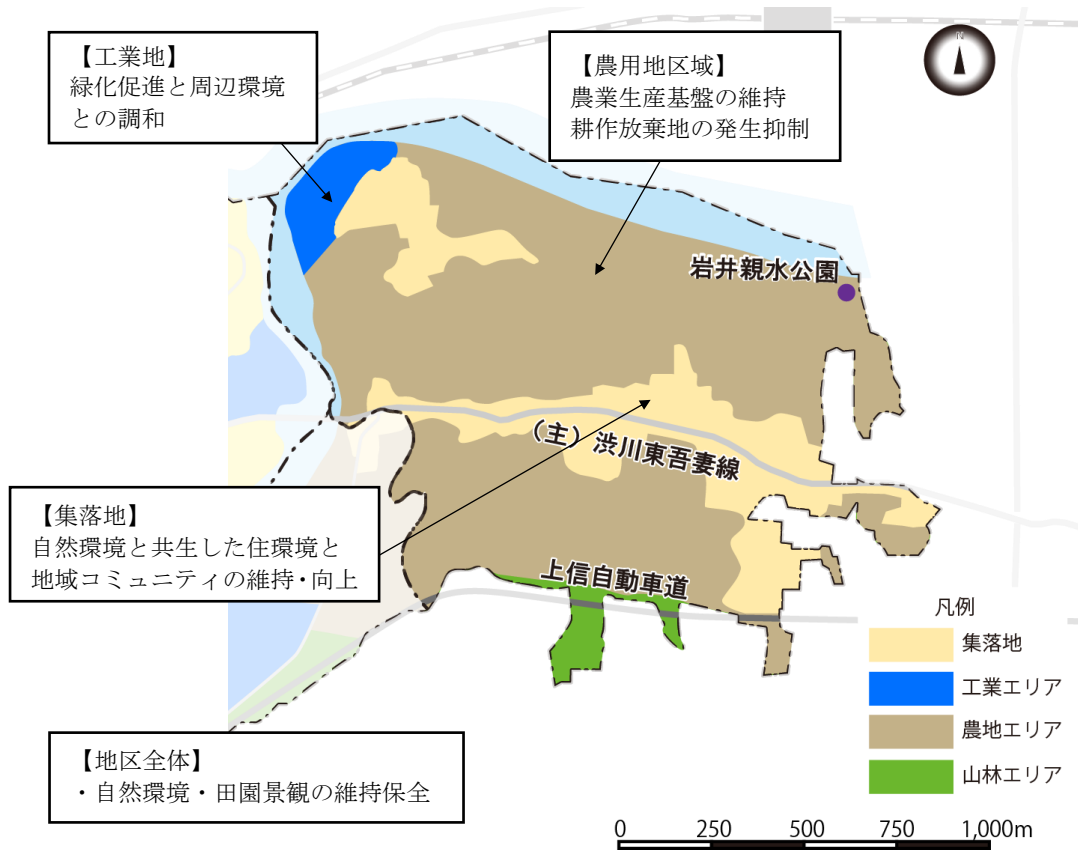 【工業地】
緑化促進と周辺環境
との調和
【農用地区域】
農業生産基盤の維持
耕作放棄地の発生抑制
N
岩井親水公園
(主)渋川東吾妻線
【集落地】
自然環境と共生した住環境と
地域コミュニティの維持・向上
上信自動車道
凡例
集落地
工業エリア
農地エリア
山林エリア
【地区全体】
・自然環境・田園景観の維持保全
0 250 500 750 1,000m